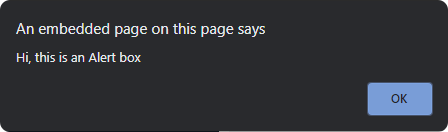 An embedded page on this page says
Hi, this is an Alert box
OK